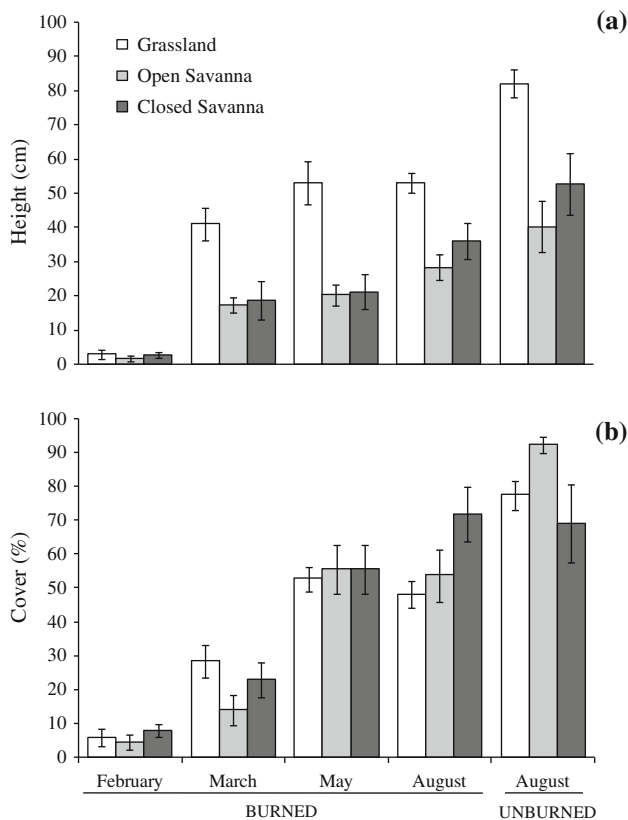 (a)
Grassland
Open Savanna
Closed Savanna
Height (cm)
100
90
80
70
60
50
40
30
20
10
0
(b)
Cover (%)
100
90
80
70
60
50
40
30
20
10
0
February March May August August
BURNED UNBURNED